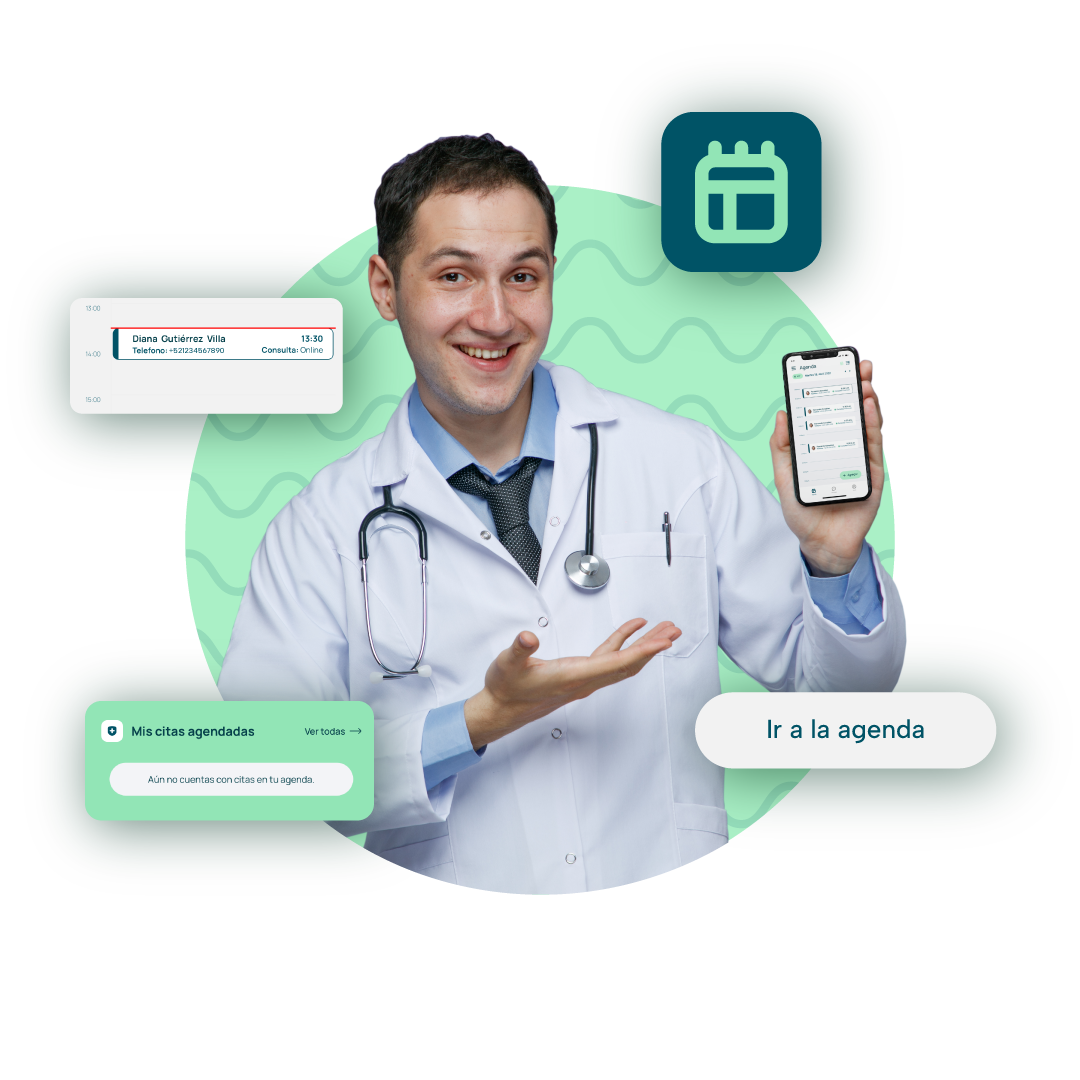 13:00
Diana Gutiérrez Villa 13:30
Telefono: +521234567890 Consulta: Online
14:00
15:00
Agenda
Mis citas agendadas Ver todas
Aún no cuentas con citas en tu agenda.
Ir a la agenda